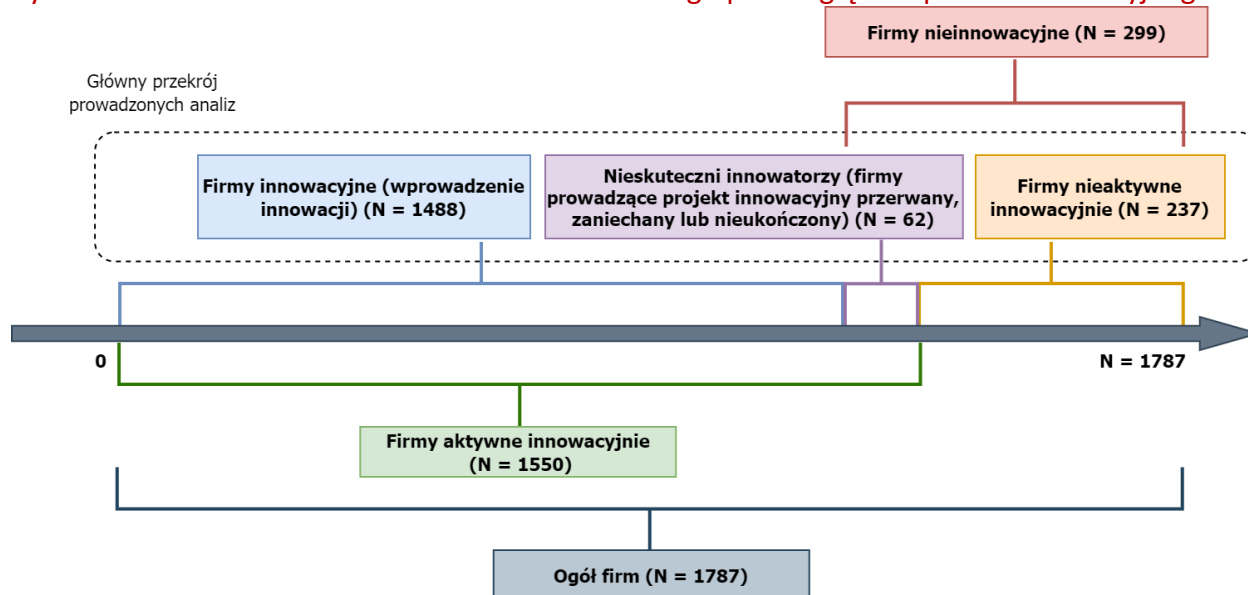 Firmy nieinnowacyjne (N = 299)
Główny przekrój
prowadzonych analiz
Firmy innowacyjne (wprowadzenie
innowacji) (N = 1488)
Nieskuteczni innowatorzy (firmy
prowadzące projekt innowacyjny przerwany,
zaniechany lub nieukończony) (N = 62)
Firmy nieaktywne
innowacyjnie (N = 237)
0
N = 1787
Firmy aktywne innowacyjnie
(N = 1550)
Ogół firm (N = 1787)